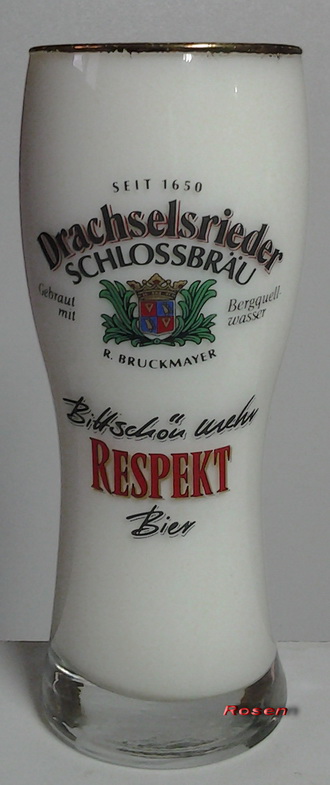 SEIT 1650
Drachselsrieder
SCHLOSSBRÄU
Gebraut
mit
Bergquell-
wasser
R. BRUCKMAYER
Bittschön mehr
RESPEKT
Bier
Rosen